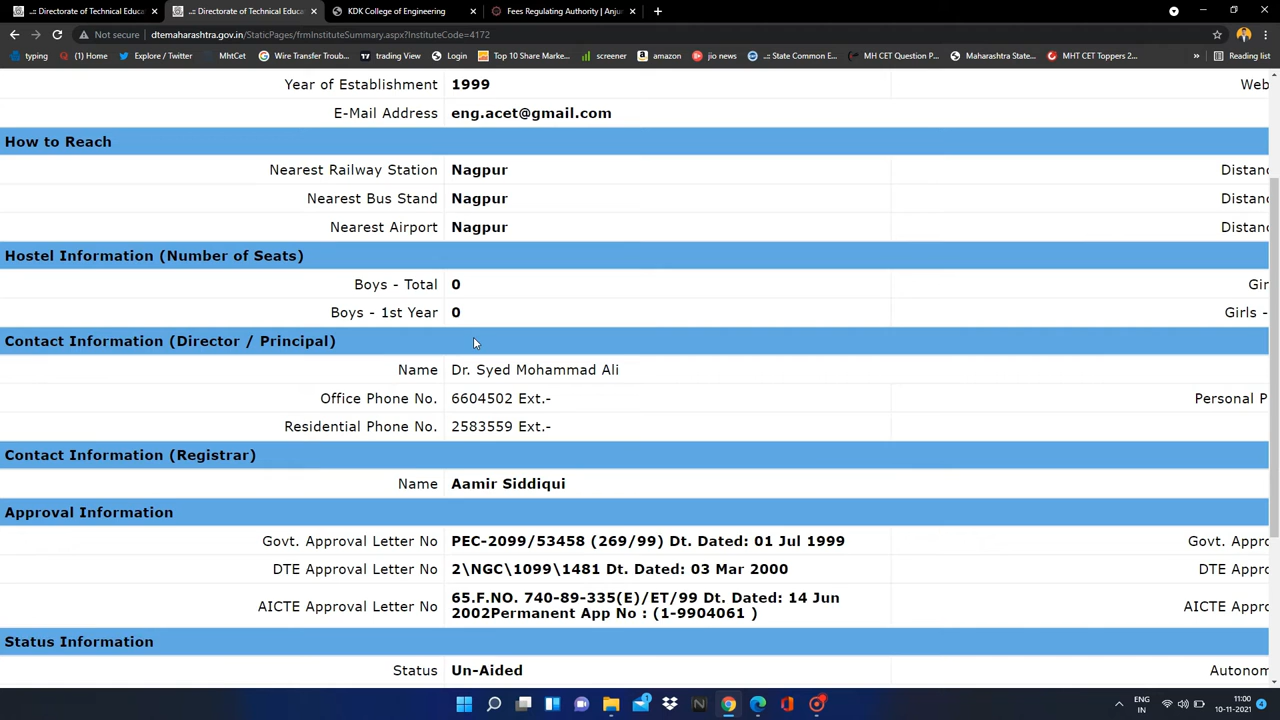 .:: Directorate of Technical Educa
.:: Directorate of Technical Educa
KDK College of Engineering
Fees Regulating Authority | Anjum
Not secure | dtemaharashtra.gov.in/StaticPages/frmInstituteSummary.aspx?InstituteCode=4172
typing
(1) Home
Explore / Twitter
MhtCet
Wire Transfer Troub...
trading View
Login
Top 10 Share Marke...
screener
amazon
jio news
.:: State Common E...
MH CET Question P...
Maharashtra State...
MHT CET Toppers 2...
Reading list
Year of Establishment 1999 Web
E-Mail Address eng.acet@gmail.com
How to Reach
Nearest Railway Station Nagpur Distanc
Nearest Bus Stand Nagpur Distanc
Nearest Airport Nagpur Distanc
Hostel Information (Number of Seats)
Boys - Total 0 Gir
Boys - 1st Year 0 Girls -
Contact Information (Director / Principal)
Name Dr. Syed Mohammad Ali
Office Phone No. 6604502 Ext.- Personal P
Residential Phone No. 2583559 Ext.-
Contact Information (Registrar)
Name Aamir Siddiqui
Approval Information
Govt. Approval Letter No PEC-2099/53458 (269/99) Dt. Dated: 01 Jul 1999 Govt. Appro
DTE Approval Letter No 2\NGC\1099\1481 Dt. Dated: 03 Mar 2000 DTE Appro
AICTE Approval Letter No 65.F.NO. 740-89-335(E)/ET/99 Dt. Dated: 14 Jun
2002Permanent App No : (1-9904061 ) AICTE Appro
Status Information
Status Un-Aided Autonom
ENG
IN
11:00
10-11-2021